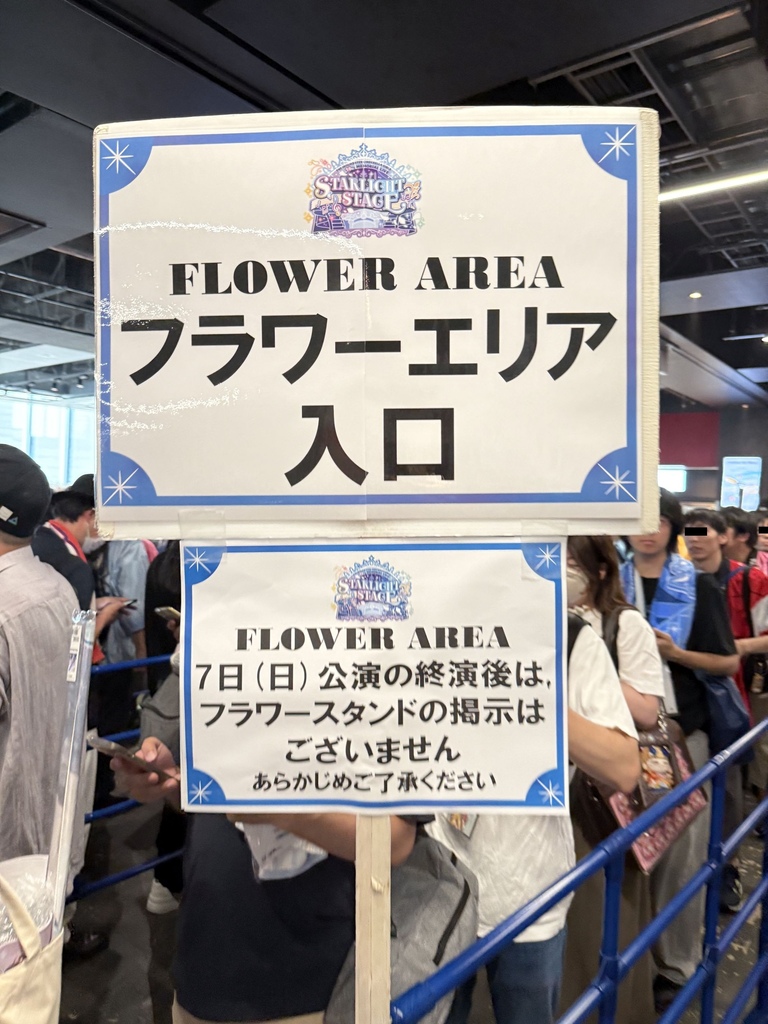 STARLIGHT
STAGE
FLOWER AREA
フラワーエリア
入口
STARLIGHT
STAGE
FLOWER AREA
7日(日)公演の終演後は,
フラワースタンドの掲示は
ございません
あらかじめご了承ください